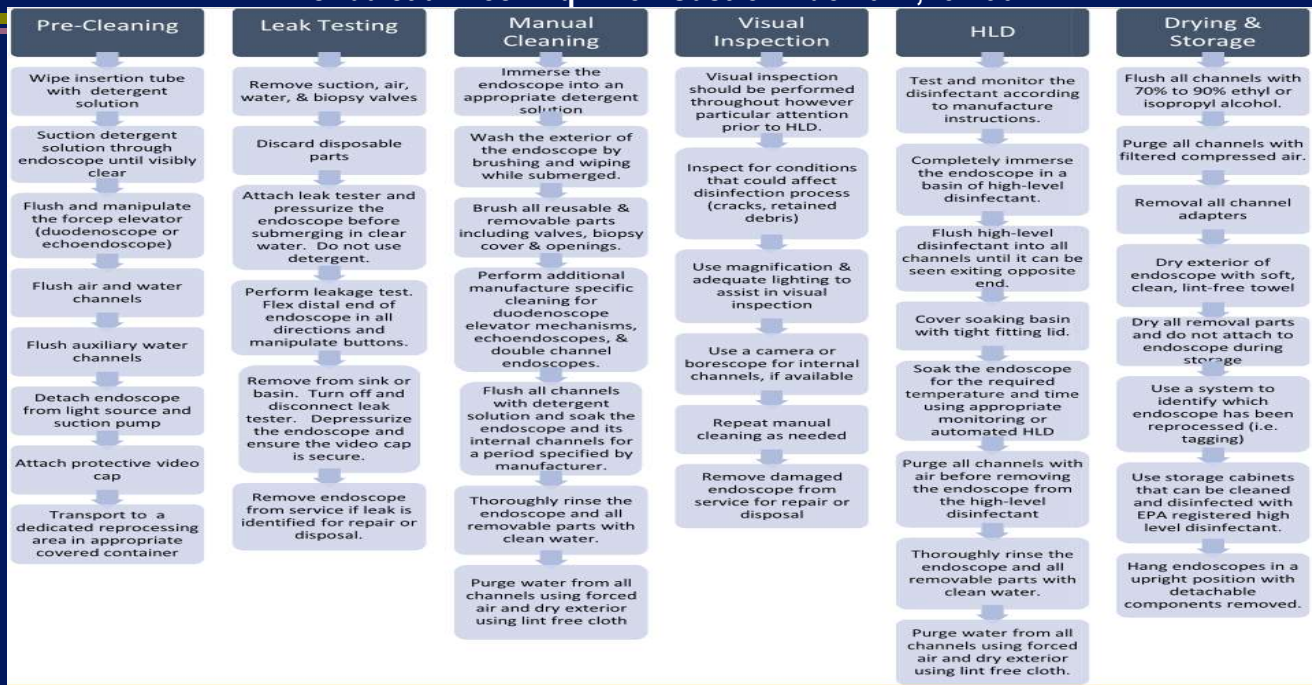 Pre-Cleaning
Wipe insertion tube
with detergent
solution
Suction detergent
solution through
endoscope until visibly
clear
Flush and manipulate
the forcep elevator
(duodenoscope or
echoendoscope)
Flush air and water
channels
Flush auxiliary water
channels
Detach endoscope
from light source and
suction pump
Attach protective video
cap
Transport to a
dedicated reprocessing
area in appropriate
covered container
Leak Testing
Remove suction, air,
water, & biopsy valves
Discard disposable
parts
Attach leak tester and
pressurize the
endoscope before
submerging in clear
water. Do not use
detergent.
Perform leakage test.
Flex distal end of
endoscope in all
directions and
manipulate buttons.
Remove from sink or
basin. Turn off and
disconnect leak
tester. Depressurize
the endoscope and
ensure the video cap
is secure.
Remove endoscope
from service if leak is
identified for repair or
disposal.
Manual
Cleaning
Immerse the
endoscope into an
appropriate detergent
solution
Wash the exterior of
the endoscope by
brushing and wiping
while submerged.
Brush all reusable &
removable parts
including valves, biopsy
cover & openings.
Perform additional
manufacture specific
cleaning for
duodenoscope
elevator mechanisms,
echoendoscopes, &
double channel
endoscopes.
Flush all channels
with detergent
solution and soak the
endoscope and its
internal channels for
a period specified by
manufacturer.
Thoroughly rinse the
endoscope and all
removable parts with
clean water.
Purge water from all
channels using forced
air and dry exterior
using lint free cloth
Visual
Inspection
Visual inspection
should be performed
throughout however
particular attention
prior to HLD.
Inspect for conditions
that could affect
disinfection process
(cracks, retained
debris)
Use magnification &
adequate lighting to
assist in visual
inspection
Use a camera or
borescope for internal
channels, if available
Repeat manual
cleaning as needed
Remove damaged
endoscope from
service for repair or
disposal
HLD
Test and monitor the
disinfectant according
to manufacture
instructions.
Completely immerse
the endoscope in a
basin of high-level
disinfectant.
Flush high-level
disinfectant into all
channels until it can be
seen exiting opposite
end.
Cover soaking basin
with tight fitting lid.
Soak the endoscope
for the required
temperature and time
using appropriate
monitoring or
automated HLD
Purge all channels with
air before removing
the endoscope from
the high-level
disinfectant
Thoroughly rinse the
endoscope and all
removable parts with
clean water.
Purge water from all
channels using forced
air and dry exterior
using lint free cloth.
Drying &
Storage
Flush all channels with
70% to 90% ethyl or
isopropyl alcohol.
Purge all channels with
filtered compressed air.
Removal all channel
adapters
Dry exterior of
endoscope with soft,
clean, lint-free towel
Dry all removal parts
and do not attach to
endoscope during
storage
Use a system to
identify which
endoscope has been
reprocessed (i.e.
tagging)
Use storage cabinets
that can be cleaned
and disinfected with
EPA registered high
level disinfectant.
Hang endoscopes in a
upright position with
detachable
components removed.